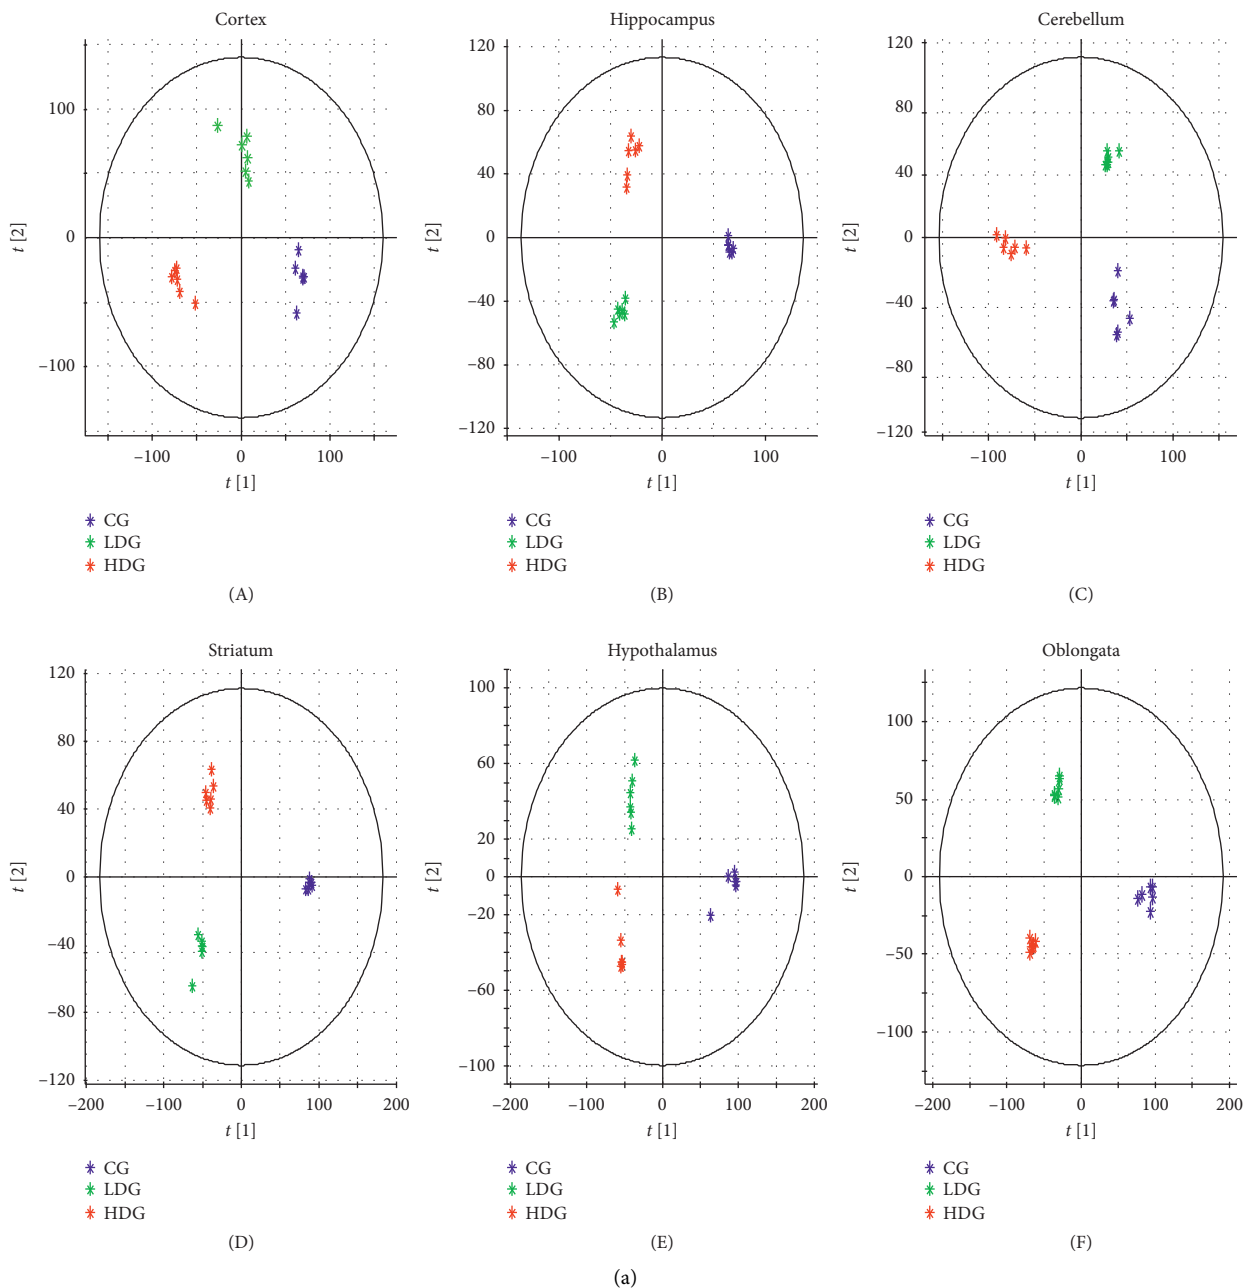 Cortex
100
0
−100
t [2]
−100
0
100
t [1]
CG
LDG
HDG
(A)
Hippocampus
120
80
40
0
−40
−80
−120
t [2]
−100
0
100
t [1]
CG
LDG
HDG
(B)
Cerebellum
120
80
40
0
−40
−80
−120
t [2]
−100
0
100
t [1]
CG
LDG
HDG
(C)
Striatum
120
80
40
0
−40
−80
−120
t [2]
−200
−100
0
100
200
t [1]
CG
LDG
HDG
(D)
Hypothalamus
100
60
20
0
−20
−60
−100
t [2]
−200
−100
0
100
200
t [1]
CG
LDG
HDG
(E)
Oblongata
100
50
0
−50
−100
t [2]
−200
−100
0
100
200
t [1]
CG
LDG
HDG
(F)
(a)